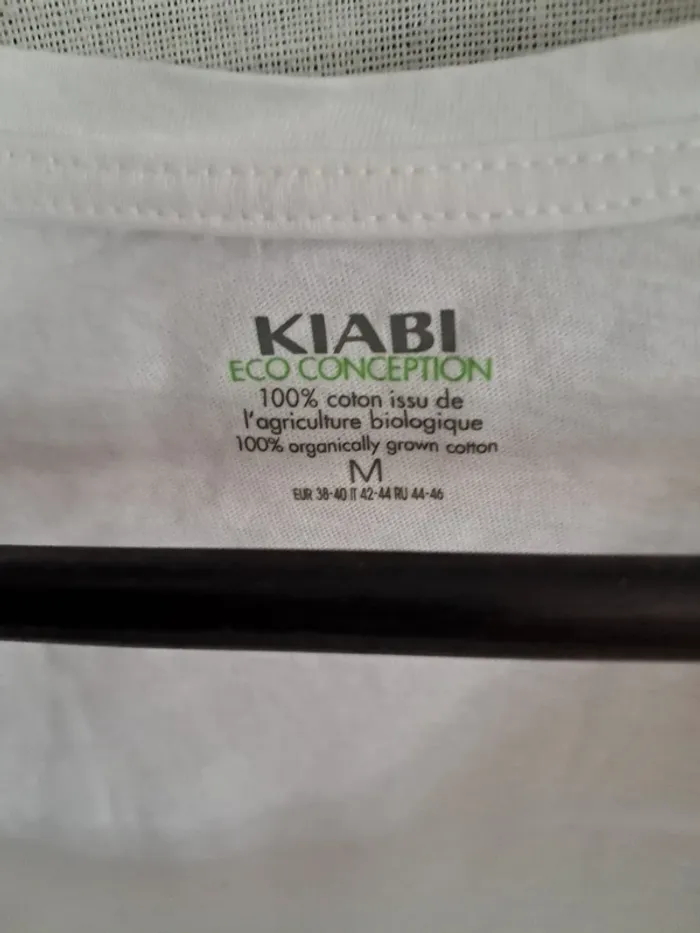 KIABI
ECO CONCEPTION
100% coton issu de
l'agriculture biologique
100% organically grown cotton
M
EUR 38-40 IT 42-44 RU 44-46